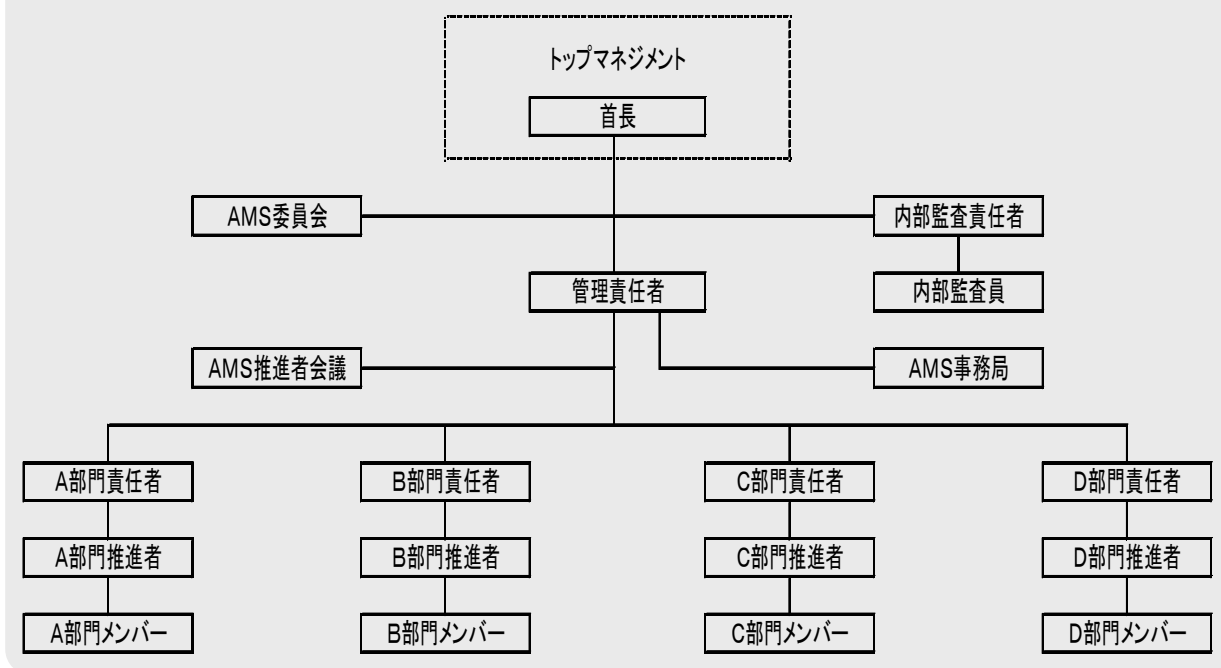 トップマネジメント
首長
AMS委員会
内部監査責任者
管理責任者
内部監査員
AMS推進者会議
AMS事務局
A部門責任者
B部門責任者
C部門責任者
D部門責任者
A部門推進者
B部門推進者
C部門推進者
D部門推進者
A部門メンバー
B部門メンバー
C部門メンバー
D部門メンバー